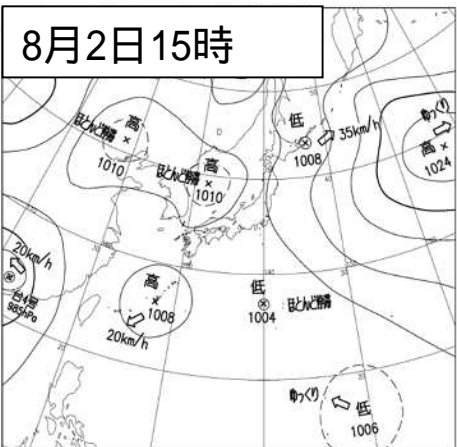 8月2日15時
高
ほとんど停滞
1010
高
ほとんど停滞
1010
低
35km/h
1008
ゆっくり
高
1024
20km/h
台4号
985hPa
高
1008
20km/h
低
ほとんど停滞
1004
ゆっくり
低
1006